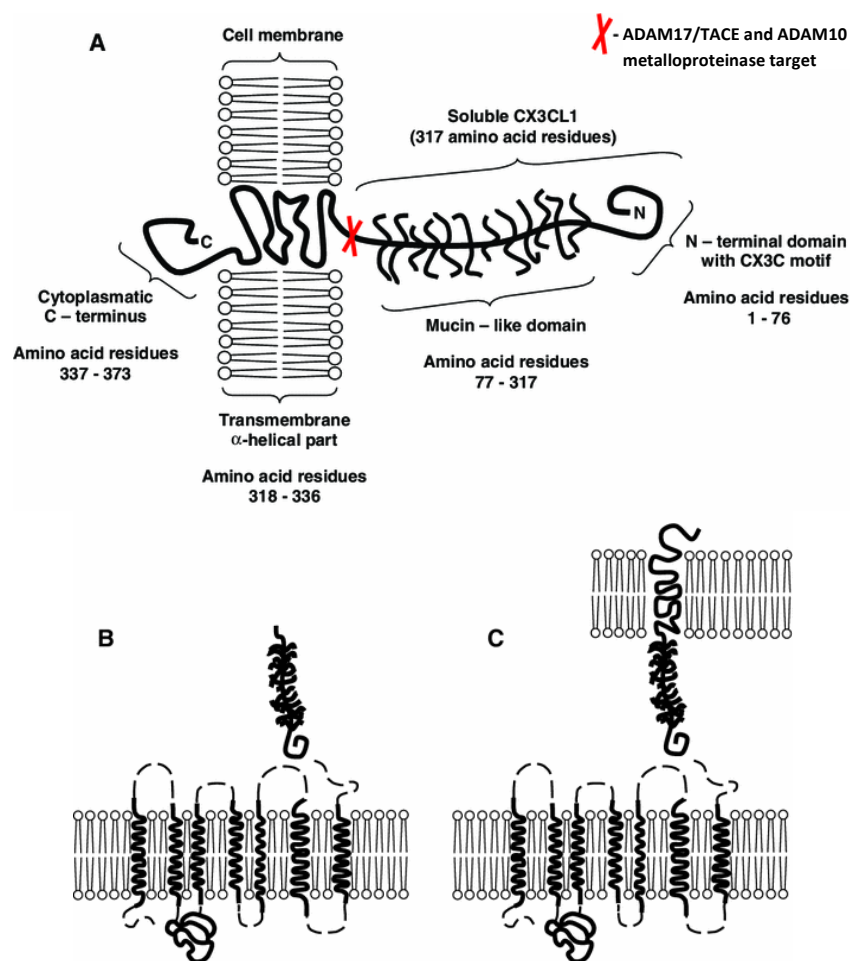 A
Cell membrane
- ADAM17/TACE and ADAM10
metalloproteinase target
Soluble CX3CL1
(317 amino acid residues)
N
C
N – terminal domain
with CX3C motif
Amino acid residues
1 - 76
Cytoplasmatic
C – terminus
Amino acid residues
337 - 373
Mucin – like domain
Amino acid residues
77 - 317
Transmembrane
α-helical part
Amino acid residues
318 - 336
B
C